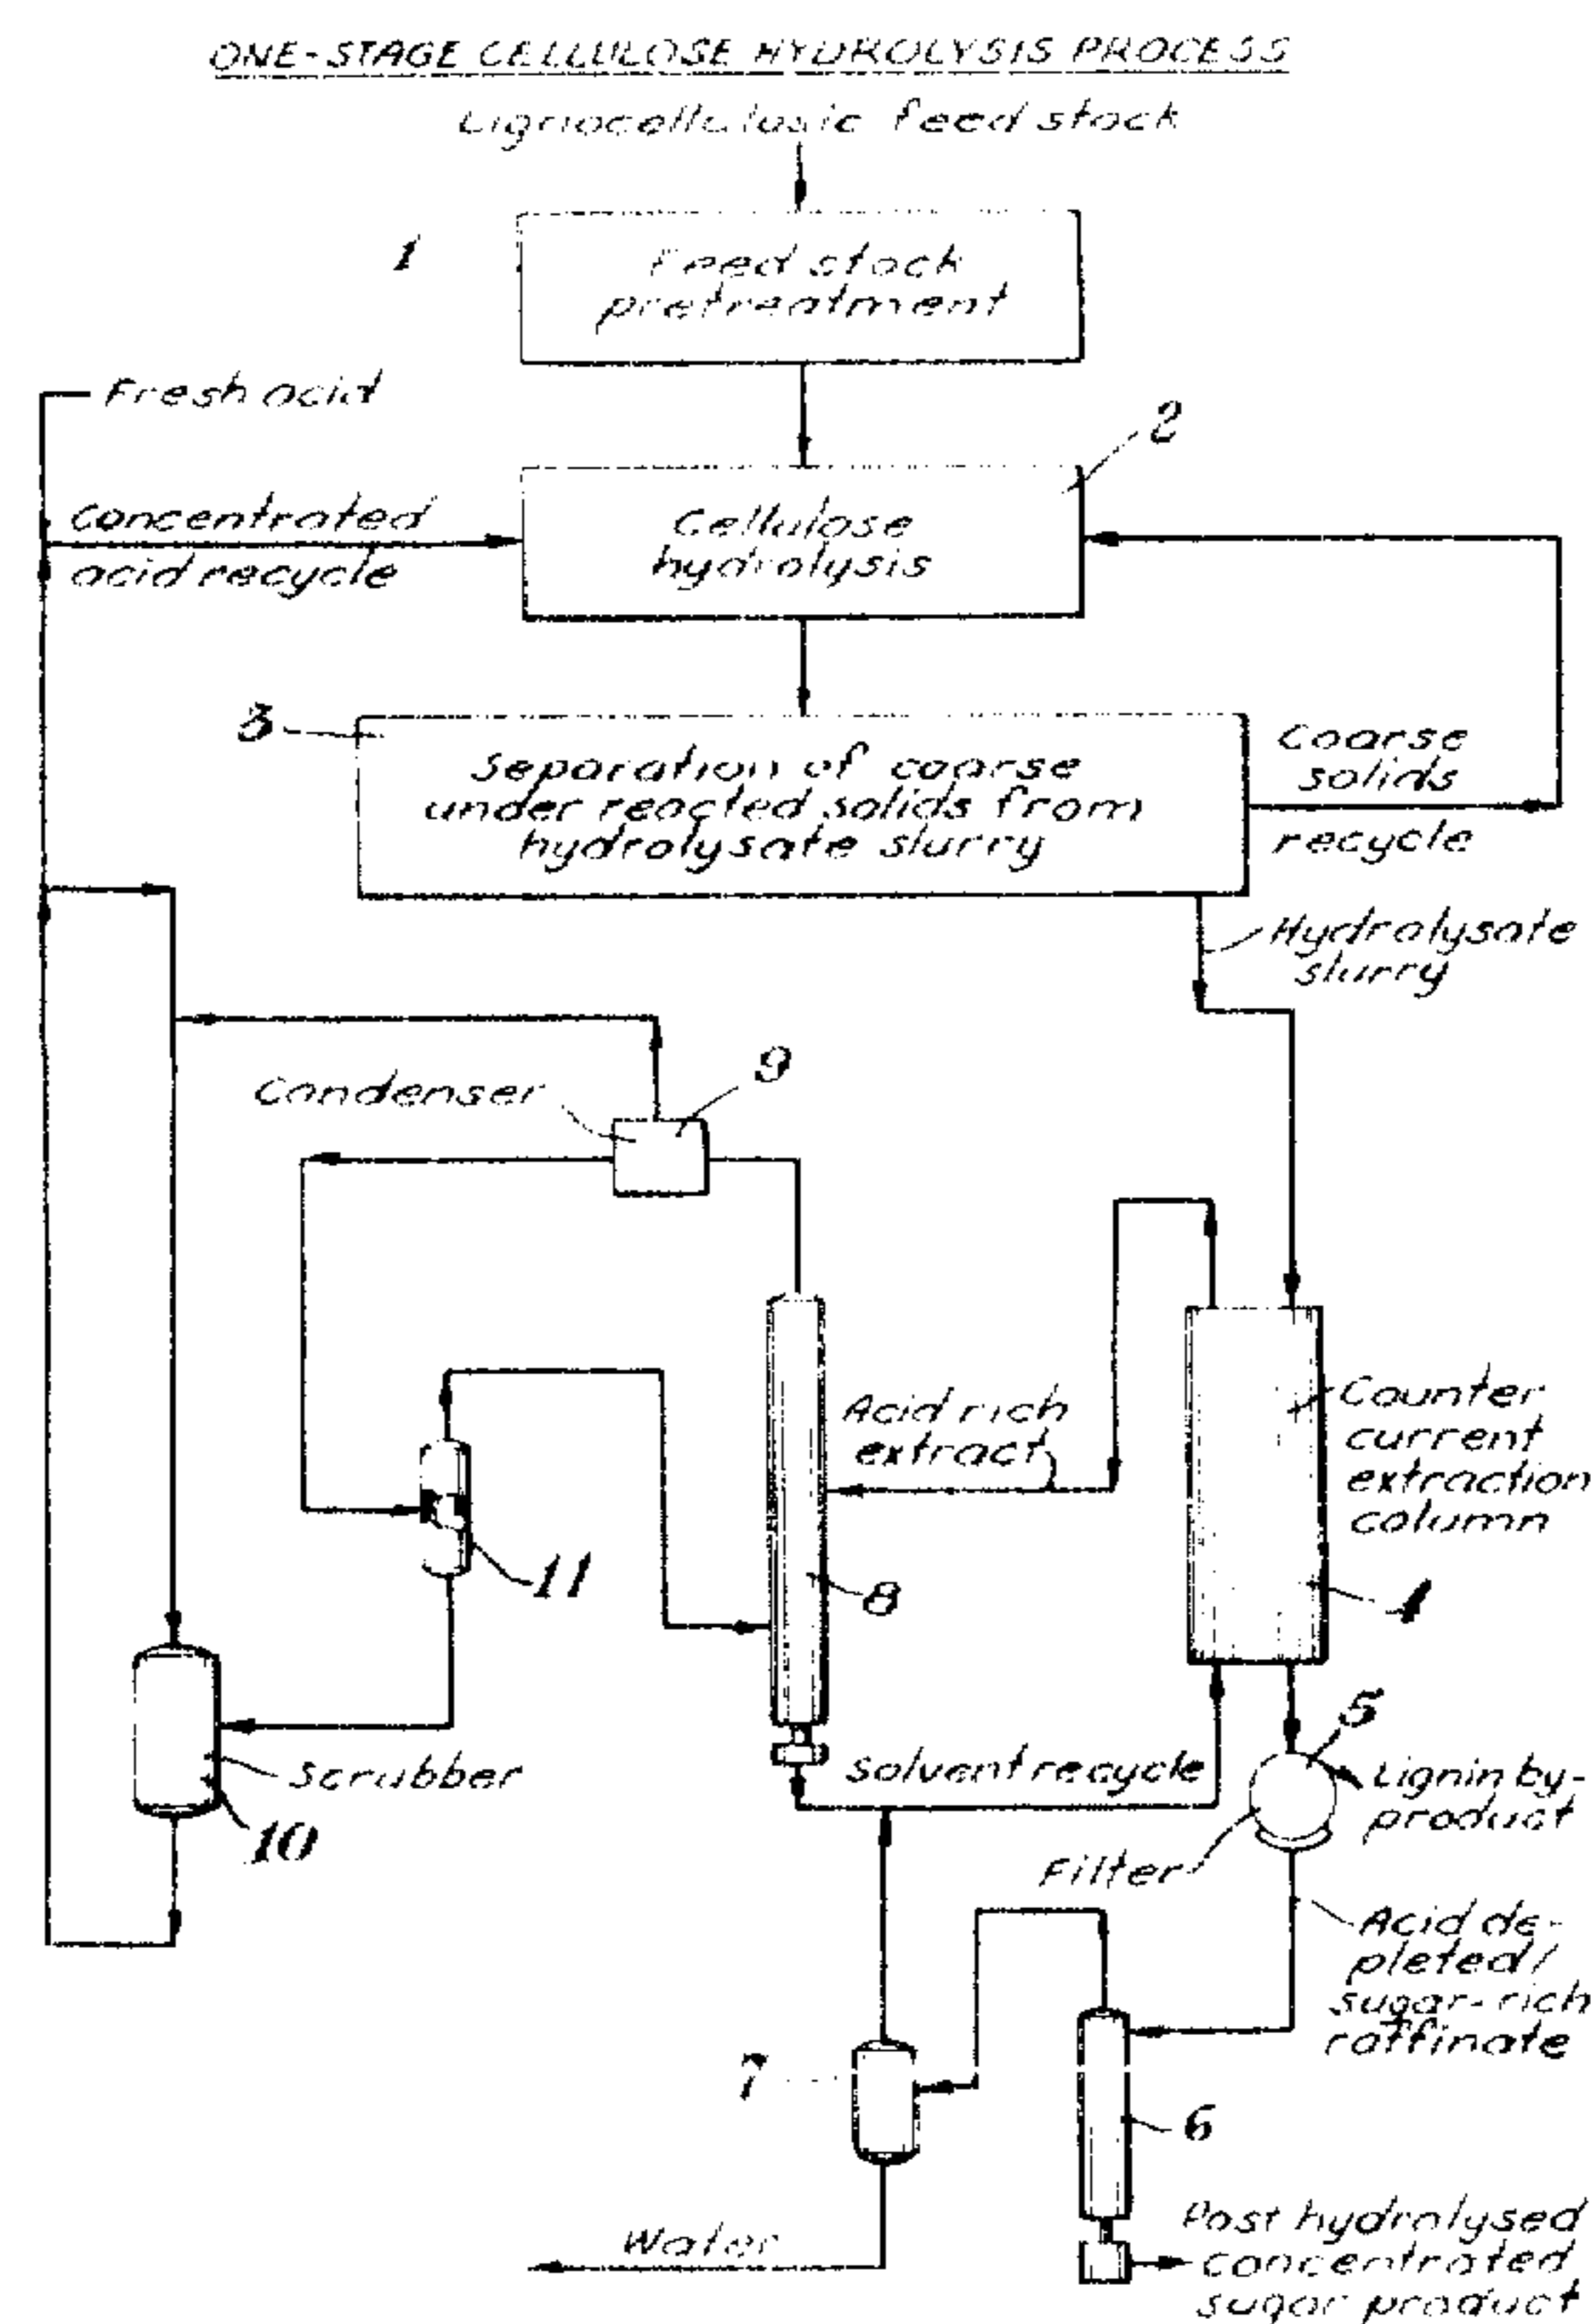 ONE-STAGE CELLULOSE HYDROLYSIS PROCESS
Lignocellulosic feed stock
1
Feed stock
pretreatment
Fresh acid
2
Concentrated
acid recycle
Cellulose
hydrolysis
3
Separation of coarse
under reacted solids from
hydrolysate slurry
Coarse
solids
recycle
Hydrolysate
slurry
Condenser
9
Acid rich
extract
Counter
current
extraction
column
11
8
4
Scrubber
10
Solvent recycle
5
Lignin by-
product
Filter
Acid de-
pleted/
sugar-rich
raffinate
7
6
Water
Post hydrolysed
concentrated
sugar product